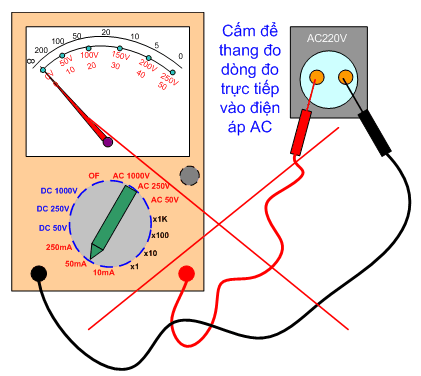 Cấm để
thang đo
dòng đo
trực tiếp
vào điện
áp AC
AC220V
∞ 200 100 50 20 5 0
0V 50V 100V 150V 200V 250V
10 20 30 40 50
OF
AC 1000V
AC 250V
AC 50V
x1K
x100
x10
x1
DC 1000V
DC 250V
DC 50V
250mA
50mA
10mA